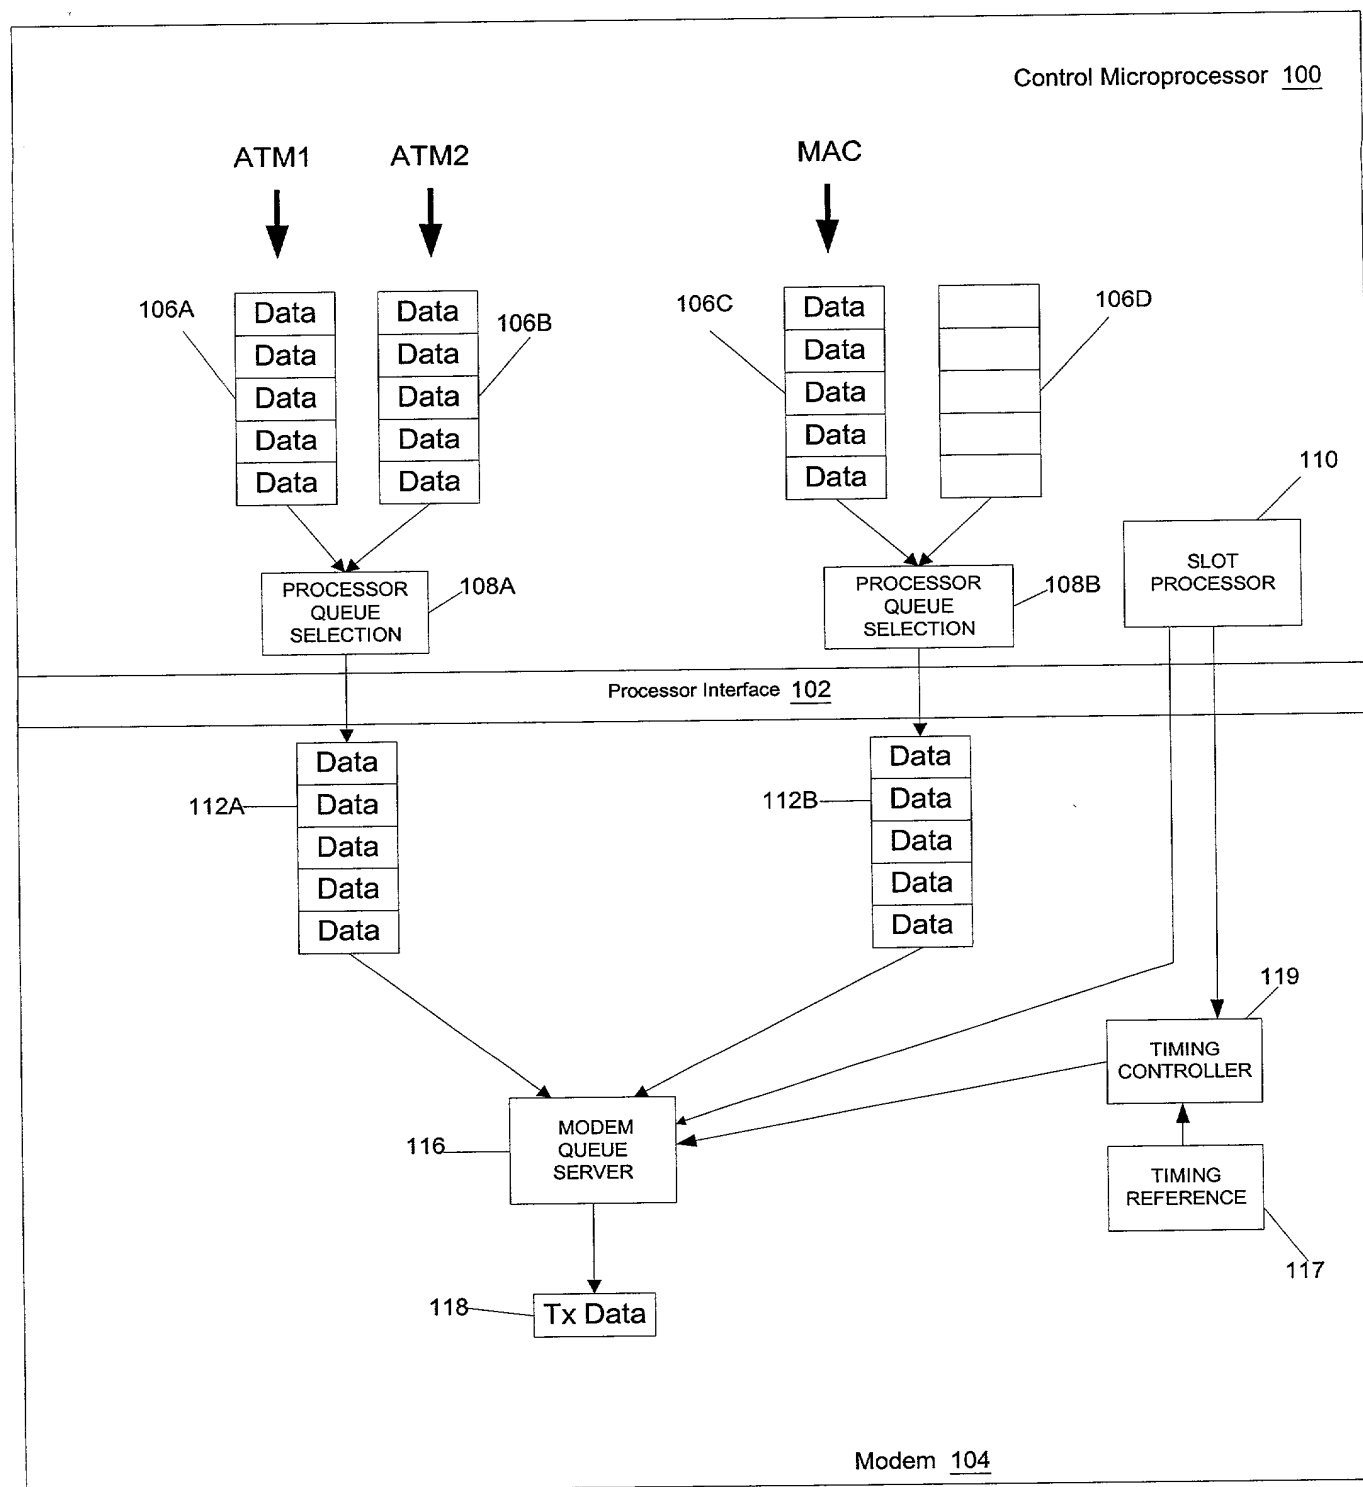 Control Microprocessor 100
ATM1 ATM2 MAC
106A Data Data 106B 106C Data 106D
Data Data Data
Data Data Data
Data Data Data
Data Data Data
110
SLOT
PROCESSOR
PROCESSOR
QUEUE
SELECTION
108A
PROCESSOR
QUEUE
SELECTION
108B
Processor Interface 102
Data Data
112A Data 112B Data
Data Data
Data Data
Data Data
119
TIMING
CONTROLLER
MODEM
QUEUE
SERVER
116
TIMING
REFERENCE
117
118 Tx Data
Modem 104